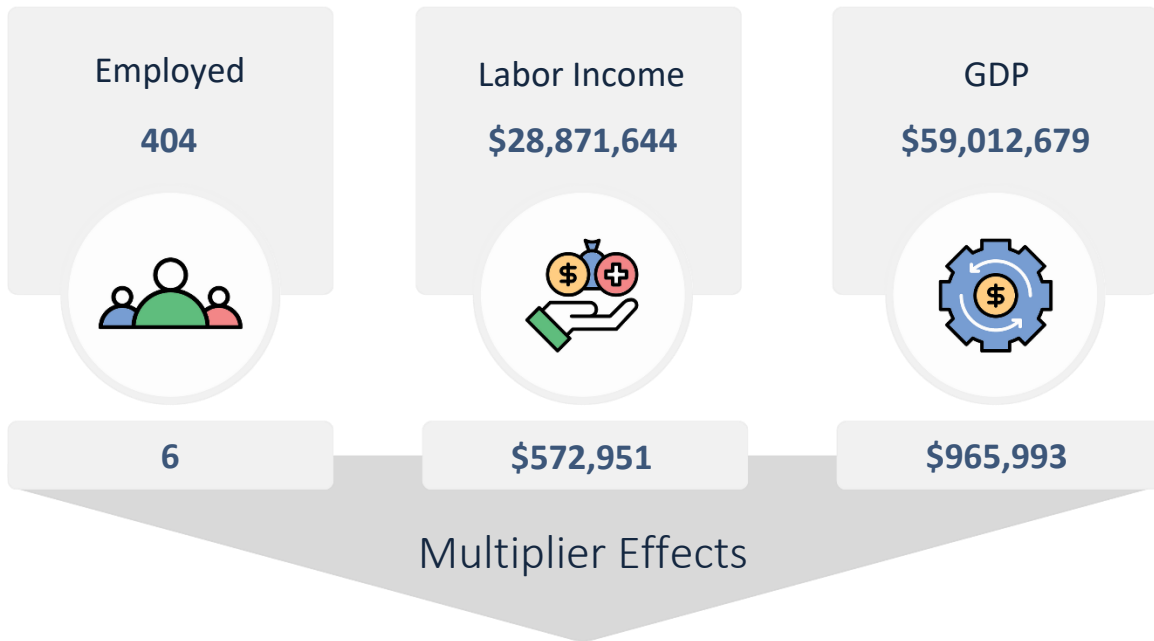 Employed
404
Labor Income
$28,871,644
GDP
$59,012,679
$
$
6
$572,951
$965,993
Multiplier Effects